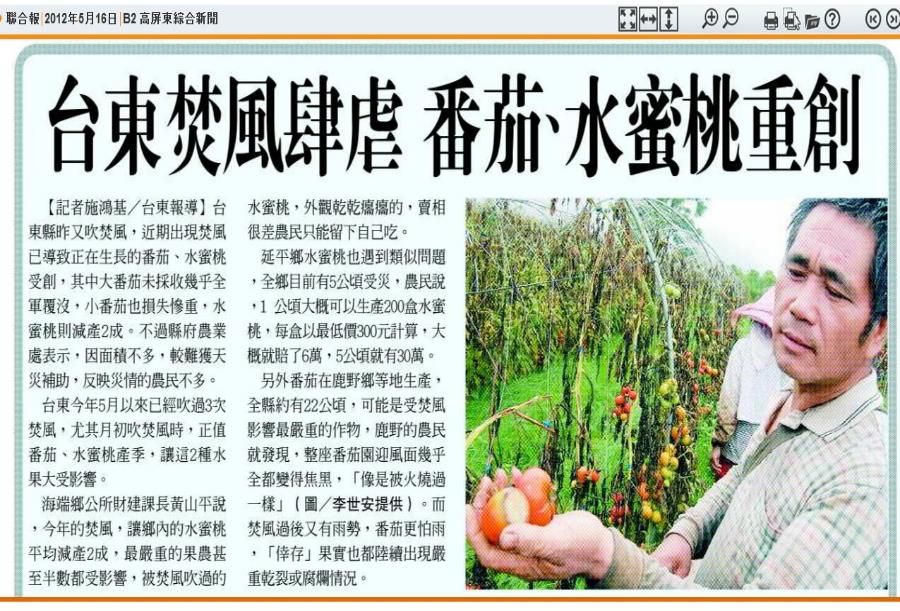 聯合報|2012年5月16日|B2 高屏東綜合新聞
台東焚風肆虐 番茄、水蜜桃重創
【記者施鴻基／台東報導】台
東縣昨又吹焚風，近期出現焚風
已導致正在生長的番茄、水蜜桃
受創，其中大番茄未採收幾乎全
軍覆沒，小番茄也損失慘重，水
蜜桃則減產2成。不過縣府農業
處表示，因面積不多，較難獲天
災補助，反映災情的農民不多。
台東今年5月以來已經吹過3次
焚風，尤其月初吹焚風時，正值
番茄、水蜜桃產季，讓這2種水
果大受影響。
海端鄉公所財建課長黃山平說
，今年的焚風，讓鄉內的水蜜桃
平均減產2成，最嚴重的果農甚
至半數都受影響，被焚風吹過的
水蜜桃，外觀乾乾癟癟的，賣相
很差農民只能留下自己吃。
延平鄉水蜜桃也遇到類似問題
，全鄉目前有5公頃受災，農民說
，1 公頃大概可以生產200盒水蜜
桃，每盒以最低價300元計算，大
概就賠了6萬，5公頃就有30萬。
另外番茄在鹿野鄉等地生產，
全縣約有22公頃，可能是受焚風
影響最嚴重的作物，鹿野的農民
就發現，整座番茄園迎風面幾乎
全都變得焦黑，「像是被火燒過
一樣」（圖／李世安提供）。而
焚風過後又有雨勢，番茄更怕雨
，「倖存」果實也都陸續出現嚴
重乾裂或腐爛情況。